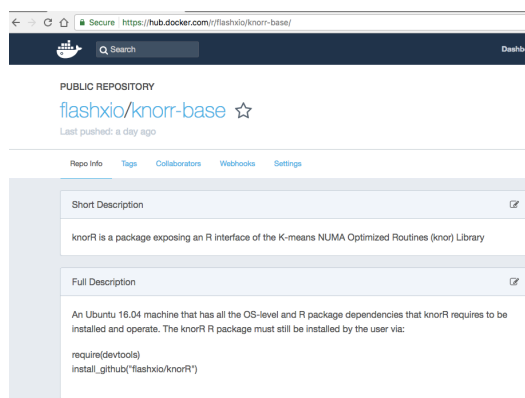 Secure https://hub.docker.com/r/flashxio/knorr-base/
Search
Dashb
PUBLIC REPOSITORY
flashxio/knorr-base
Last pushed: a day ago
Repo Info Tags Collaborators Webhooks Settings
Short Description
knorR is a package exposing an R interface of the K-means NUMA Optimized Routines (knor) Library
Full Description
An Ubuntu 16.04 machine that has all the OS-level and R package dependencies that knorR requires to be
installed and operate. The knorR R package must still be installed by the user via:
require(devtools)
install_github("flashxio/knorR")